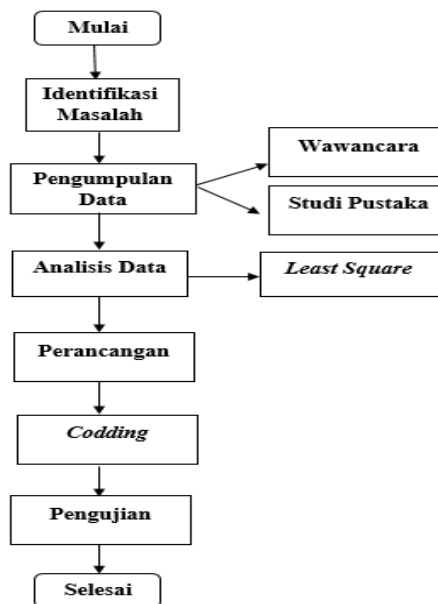 Mulai
Identifikasi
Masalah
Pengumpulan
Data
Wawancara
Studi Pustaka
Analisis Data
Least Square
Perancangan
Codding
Pengujian
Selesai